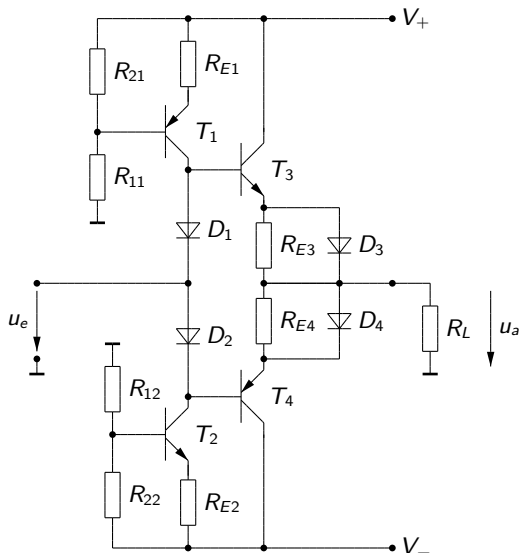 V+
R21
RE1
T1
R11
T3
D1
RE3
D3
ue
RE4
D4
RL
ua
D2
R12
T4
T2
R22
RE2
V−